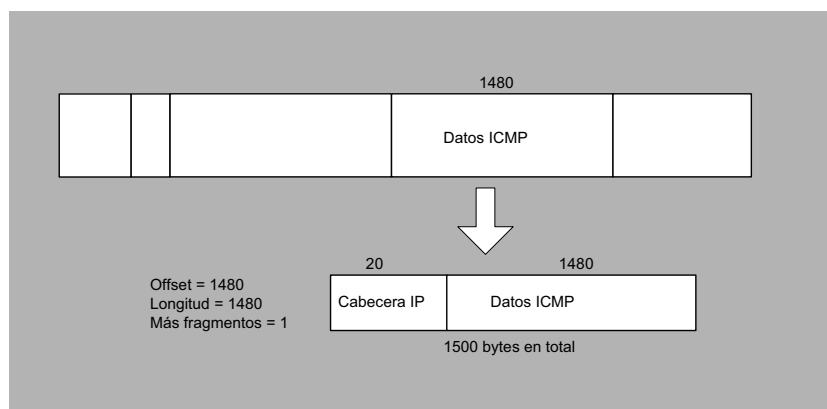 1480
Datos ICMP
20
1480
Offset = 1480
Longitud = 1480
Más fragmentos = 1
Cabecera IP
Datos ICMP
1500 bytes en total